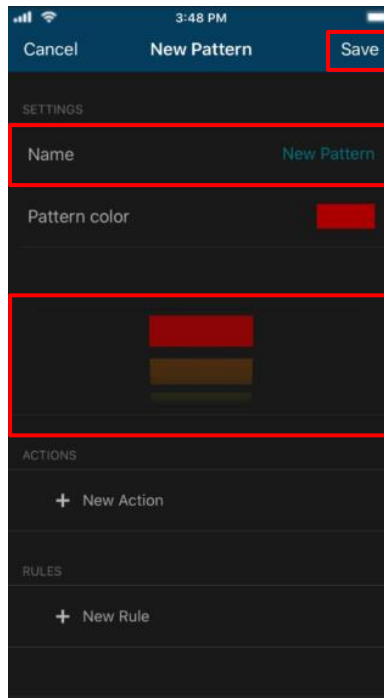 3:48 PM
Cancel New Pattern Save
SETTINGS
Name New Pattern
Pattern color
ACTIONS
+ New Action
RULES
+ New Rule